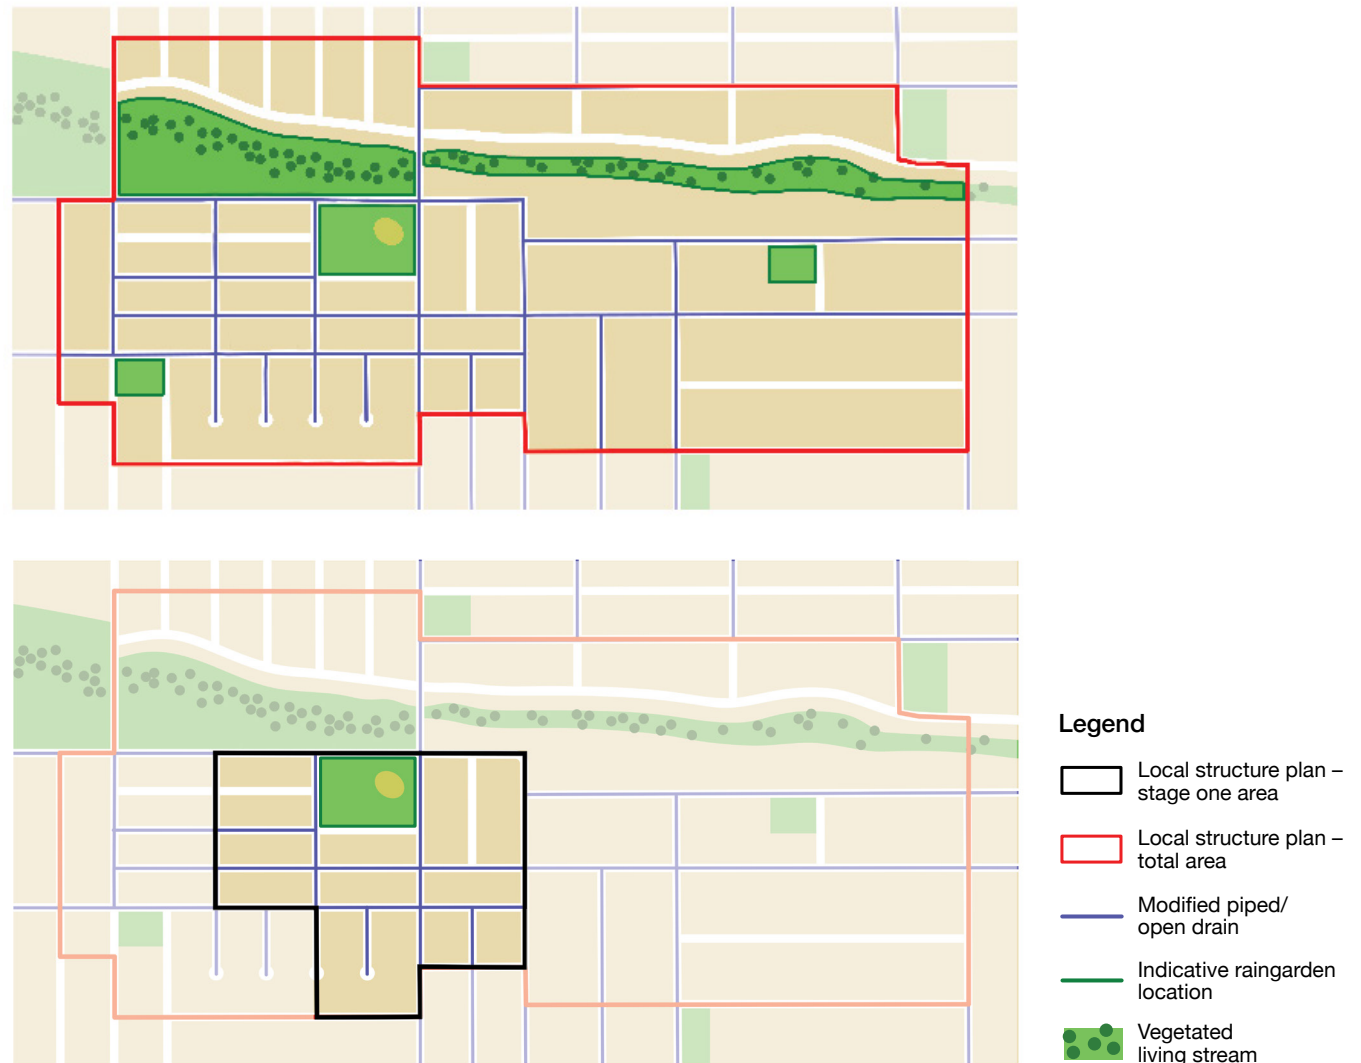 Legend
Local structure plan –
stage one area
Local structure plan –
total area
Modified piped/
open drain
Indicative raingarden
location
Vegetated
living stream